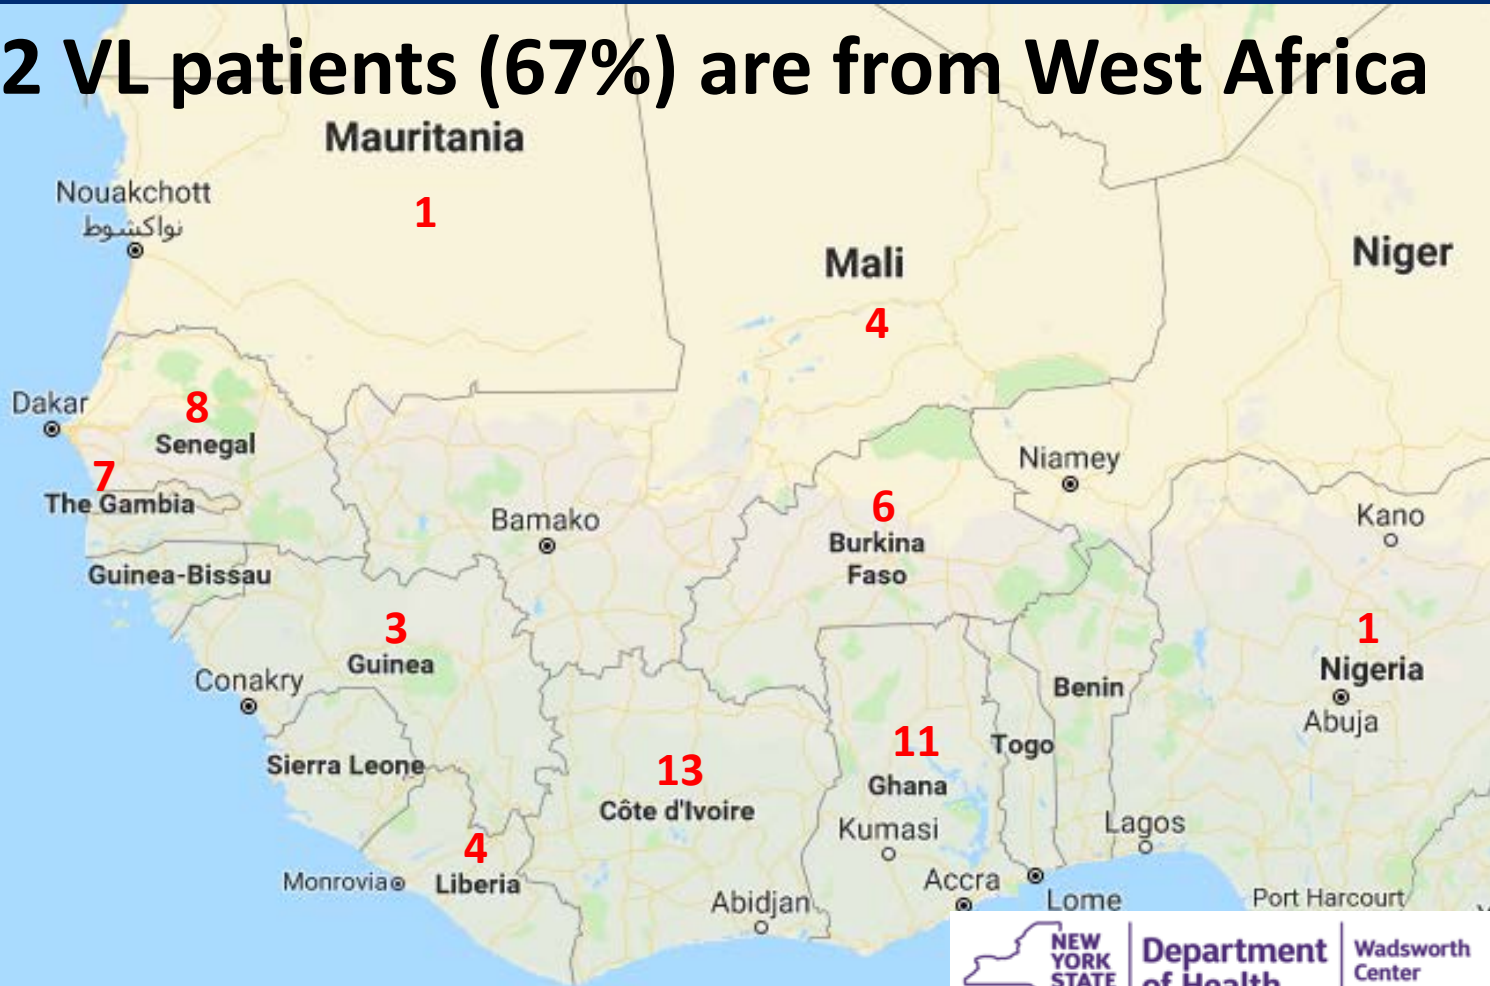 2 VL patients (67%) are from West Africa
Mauritania
Nouakchott
نواكشوط
1
Mali
Niger
4
Dakar
8
Senegal
7
The Gambia
Niamey
Bamako
6
Burkina
Faso
Kano
Guinea-Bissau
3
Guinea
1
Nigeria
Conakry
Benin
Abuja
Sierra Leone
13
Côte d'Ivoire
11
Ghana
Togo
Kumasi
Lagos
4
Liberia
Monrovia
Abidjan
Accra
Lome
Port Harcourt
NEW
YORK
STATE
Department
of Health
Wadsworth
Center